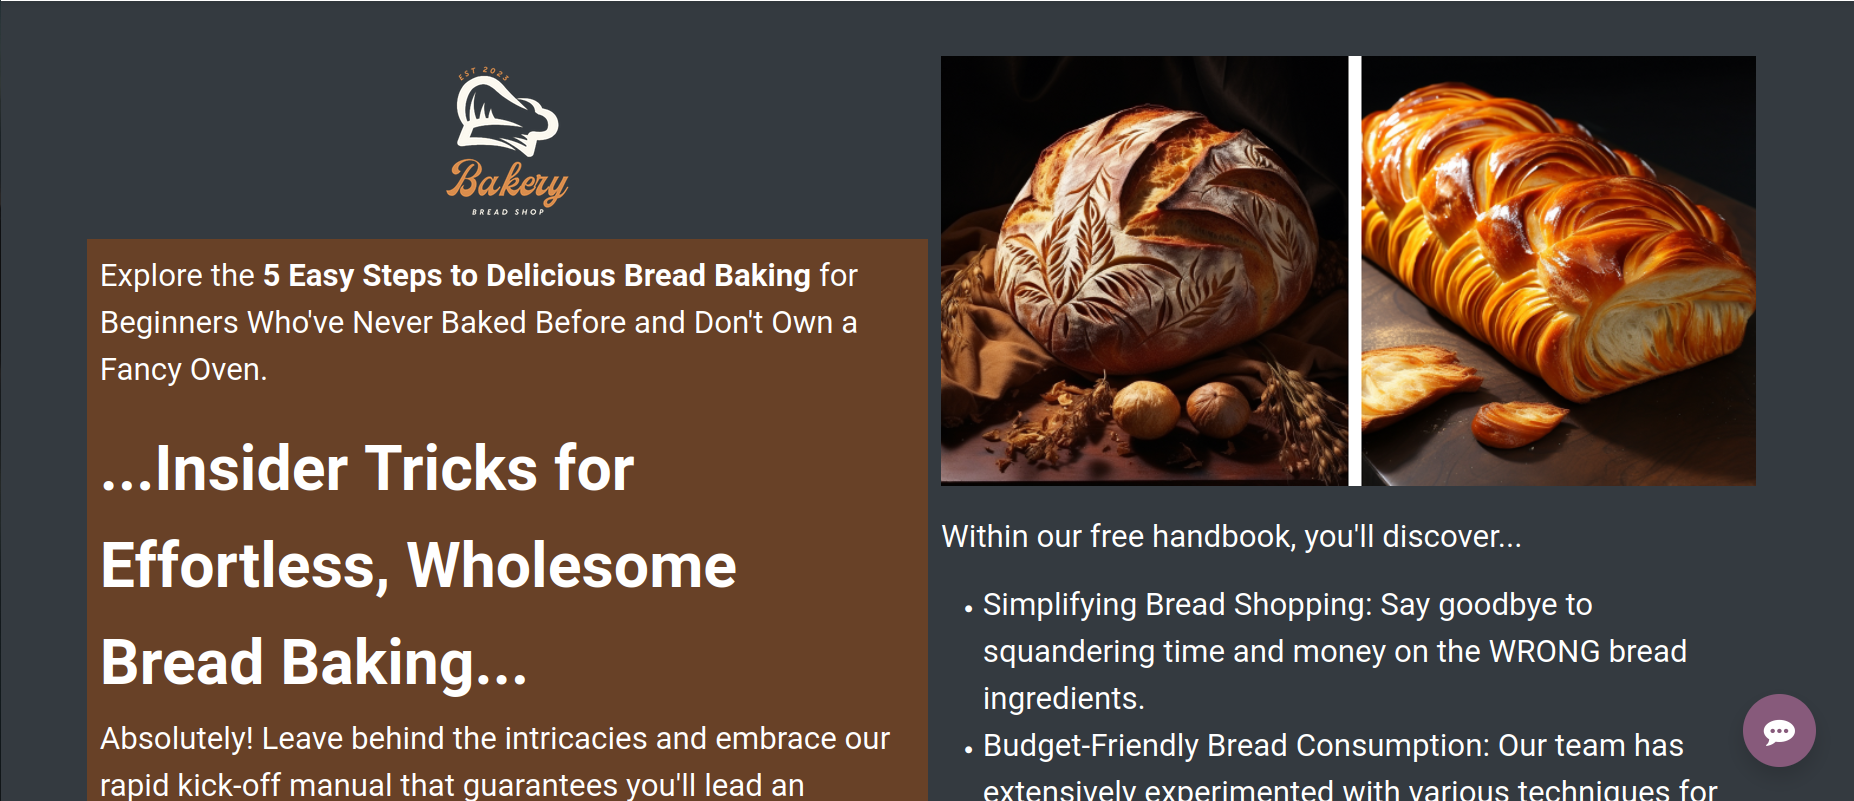 EST 2023
Bakery
BREAD SHOP
Explore the 5 Easy Steps to Delicious Bread Baking for
Beginners Who've Never Baked Before and Don't Own a
Fancy Oven.
...Insider Tricks for
Effortless, Wholesome
Bread Baking...
Absolutely! Leave behind the intricacies and embrace our
rapid kick-off manual that guarantees you'll lead an
Within our free handbook, you'll discover...
• Simplifying Bread Shopping: Say goodbye to
squandering time and money on the WRONG bread
ingredients.
• Budget-Friendly Bread Consumption: Our team has
extensively experimented with various techniques for